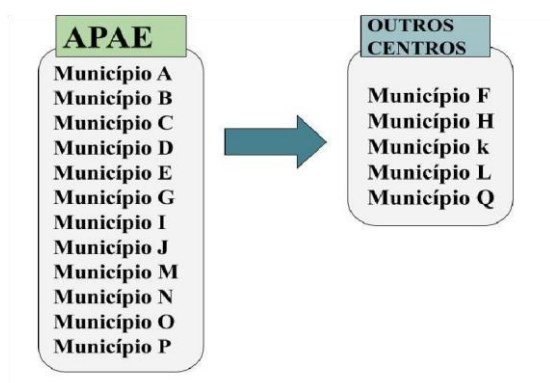 APAE
Município A
Município B
Município C
Município D
Município E
Município G
Município I
Município J
Município M
Município N
Município O
Município P
OUTROS
CENTROS
Município F
Município H
Município k
Município L
Município Q